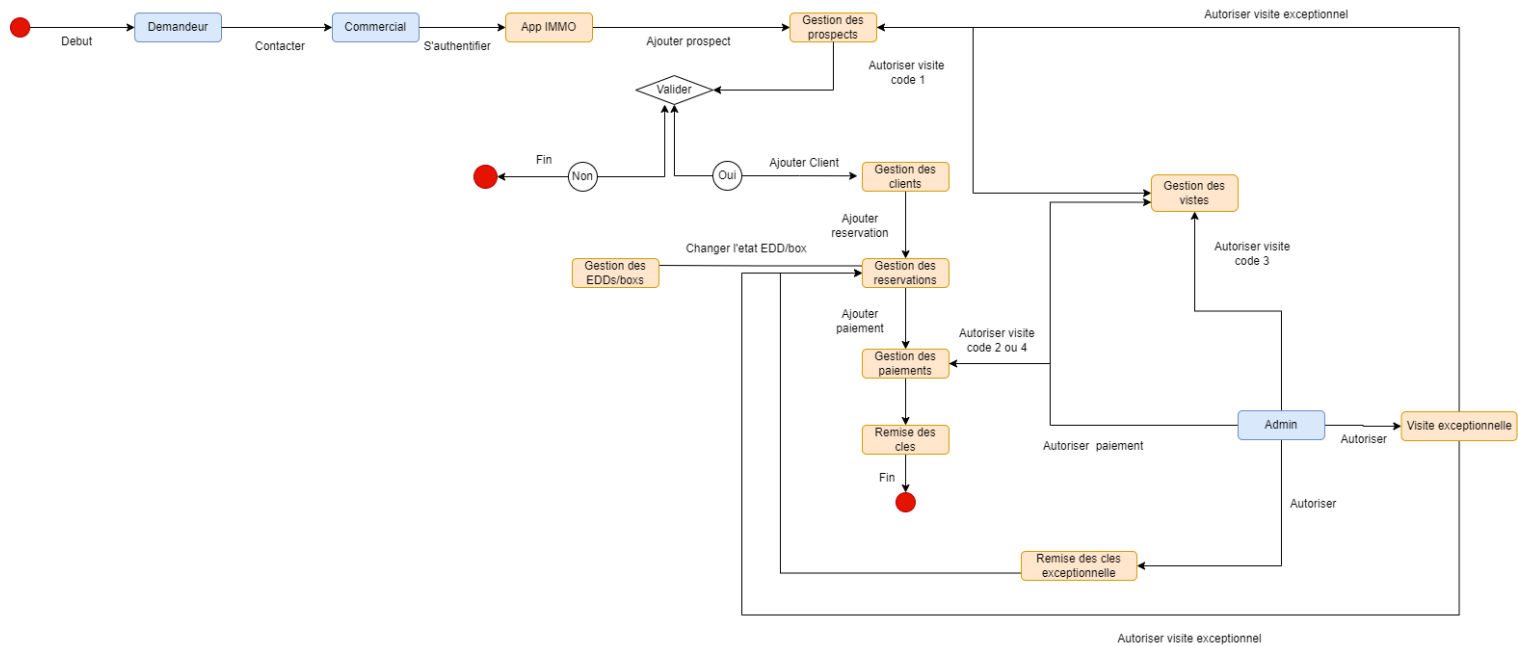 Autoriser visite exceptionnel
Demandeur
Commercial
App IMMO
Gestion des
prospects
Debut
Contacter
S'authentifier
Ajouter prospect
Autoriser visite
code 1
Valider
Fin
Non
Oui
Ajouter Client
Gestion des
clients
Gestion des
vistes
Ajouter
reservation
Changer l'etat EDD/box
Autoriser visite
code 3
Gestion des
EDDs/boxs
Gestion des
reservations
Ajouter
paiement
Autoriser visite
code 2 ou 4
Gestion des
paiements
Remise des
cles
Admin
Visite exceptionnelle
Autoriser paiement
Autoriser
Fin
Autoriser
Remise des cles
exceptionnelle
Autoriser visite exceptionnel